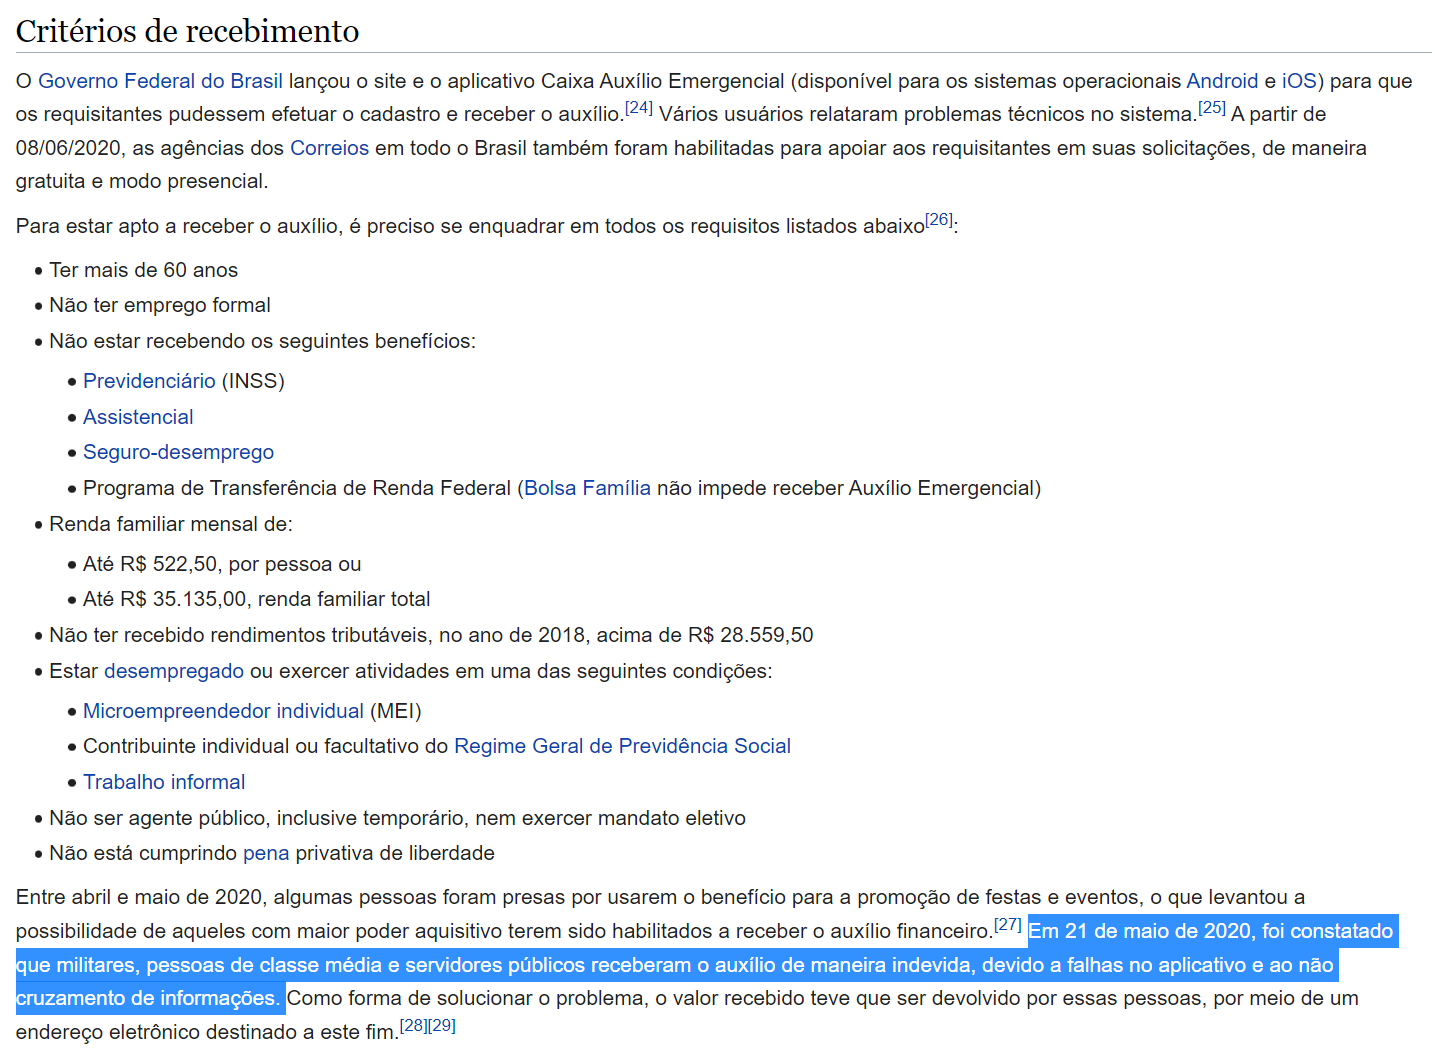 Critérios de recebimento
O Governo Federal do Brasil lançou o site e o aplicativo Caixa Auxílio Emergencial (disponível para os sistemas operacionais Android e iOS) para que
os requisitantes pudessem efetuar o cadastro e receber o auxílio.[24] Vários usuários relataram problemas técnicos no sistema.[25] A partir de
08/06/2020, as agências dos Correios em todo o Brasil também foram habilitadas para apoiar aos requisitantes em suas solicitações, de maneira
gratuita e modo presencial.
Para estar apto a receber o auxílio, é preciso se enquadrar em todos os requisitos listados abaixo[26]:
• Ter mais de 60 anos
• Não ter emprego formal
• Não estar recebendo os seguintes benefícios:
• Previdenciário (INSS)
• Assistencial
• Seguro-desemprego
• Programa de Transferência de Renda Federal (Bolsa Família não impede receber Auxílio Emergencial)
• Renda familiar mensal de:
• Até R$ 522,50, por pessoa ou
• Até R$ 35.135,00, renda familiar total
• Não ter recebido rendimentos tributáveis, no ano de 2018, acima de R$ 28.559,50
• Estar desempregado ou exercer atividades em uma das seguintes condições:
• Microempreendedor individual (MEI)
• Contribuinte individual ou facultativo do Regime Geral de Previdência Social
• Trabalho informal
• Não ser agente público, inclusive temporário, nem exercer mandato eletivo
• Não está cumprindo pena privativa de liberdade
Entre abril e maio de 2020, algumas pessoas foram presas por usarem o benefício para a promoção de festas e eventos, o que levantou a
possibilidade de aqueles com maior poder aquisitivo terem sido habilitados a receber o auxílio financeiro.[27] Em 21 de maio de 2020, foi constatado
que militares, pessoas de classe média e servidores públicos receberam o auxílio de maneira indevida, devido a falhas no aplicativo e ao não
cruzamento de informações. Como forma de solucionar o problema, o valor recebido teve que ser devolvido por essas pessoas, por meio de um
endereço eletrônico destinado a este fim.[28][29]